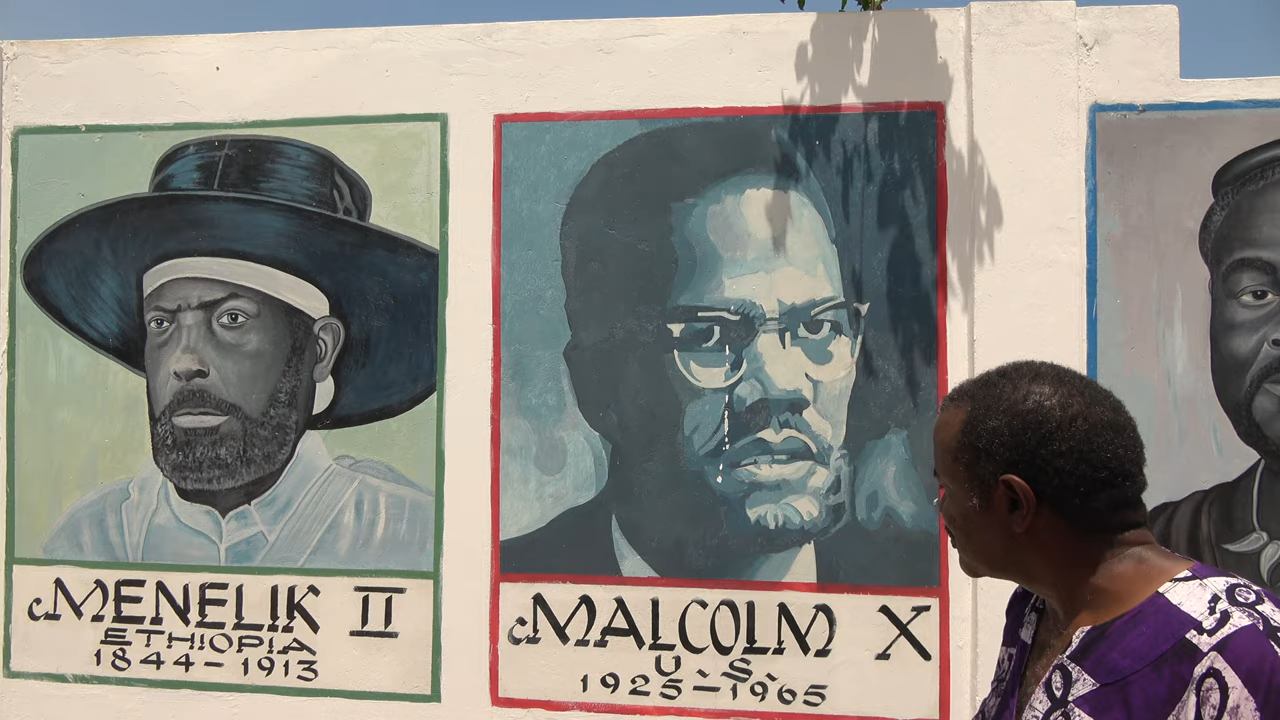 MENELIK II
ETHIOPIA
1844-1913
MALCOLM X
U.S.
1925-1965